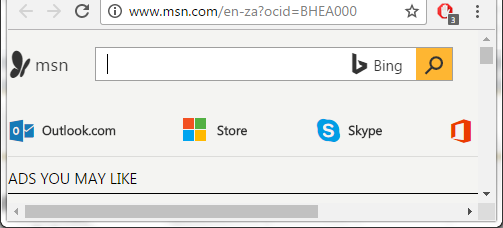 www.msn.com/en-za?ocid=BHEA000
3
msn
Bing
Outlook.com
Store
Skype
ADS YOU MAY LIKE